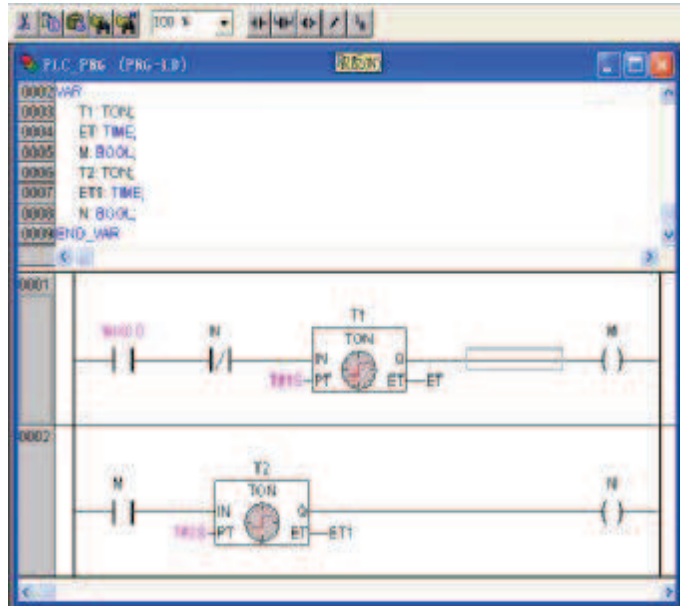 100 %
PLC_PRG (PRG-LD)
0002 VAR
0003 T1: TON;
0004 ET: TIME;
0005 M: BOOL;
0006 T2: TON;
0007 ET1: TIME;
0008 N: BOOL;
0009 END_VAR
0001
T1
%IX0.0 N TON M
IN Q
PT ET ET
0002
T2
M TON N
IN Q
PT ET ET1